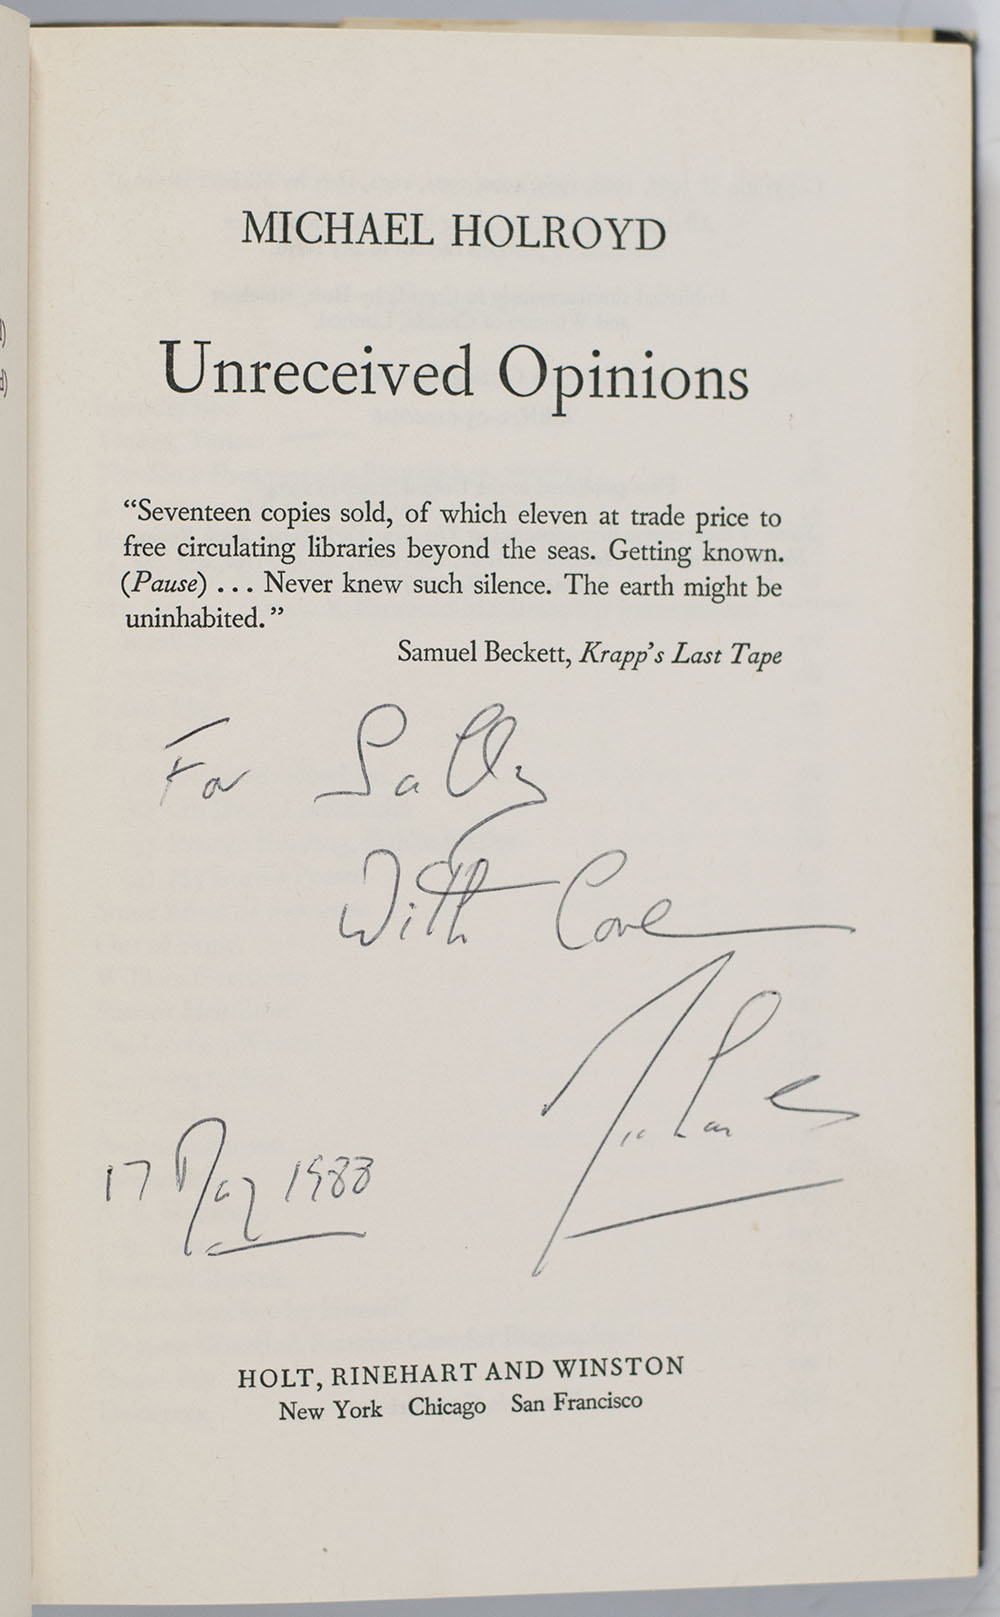 MICHAEL HOLROYD
Unreceived Opinions
“Seventeen copies sold, of which eleven at trade price to
free circulating libraries beyond the seas. Getting known.
(Pause) ... Never knew such silence. The earth might be
uninhabited.”
Samuel Beckett, Krapp’s Last Tape
For Sally
With Love
Michael
17 May 1988
HOLT, RINEHART AND WINSTON
New York Chicago San Francisco